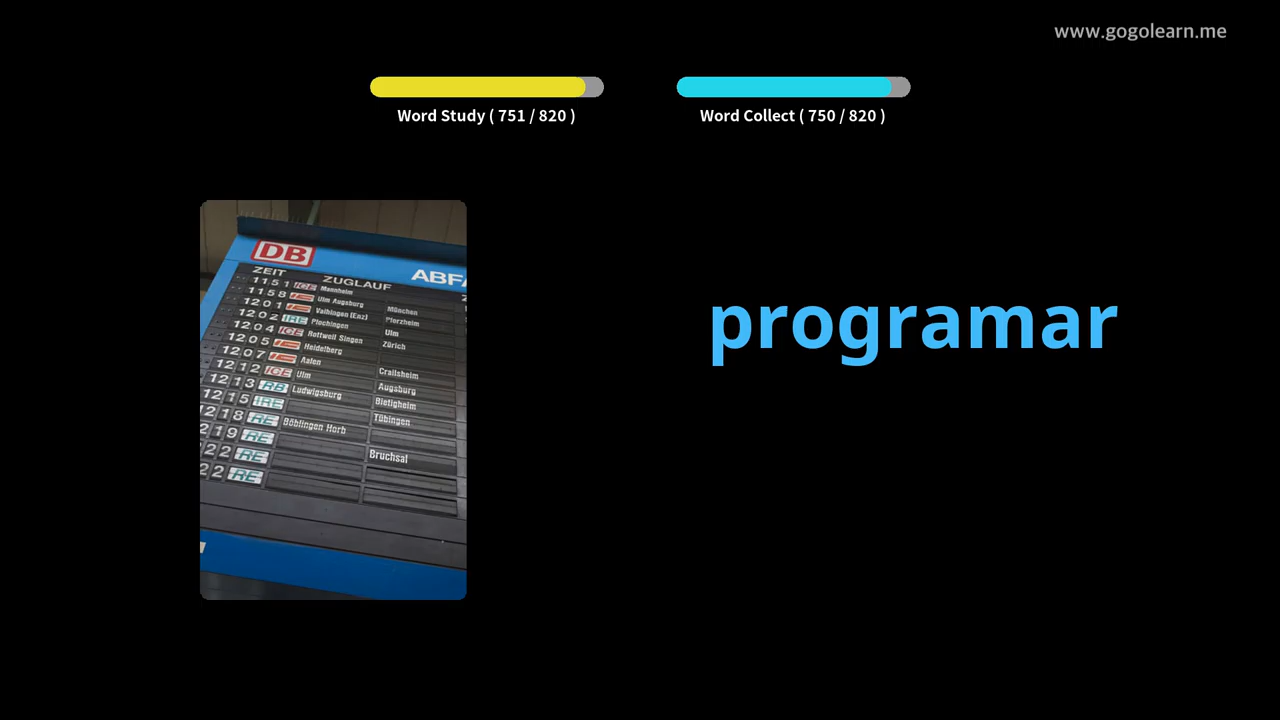 www.gogolearn.me
Word Study ( 751 / 820 )
Word Collect ( 750 / 820 )
programar
DB
ZEIT ZUGLAUF ABFA
1151 ICE Mannheim
1158 Ulm Augsburg München
1201 Vaihingen (Enz) Pforzheim
1202 IRE Plochingen Ulm
1204 ICE Rottweil Singen Zürich
1205 Heidelberg
1207 Aalen Crailsheim
1212 ICE Ulm Augsburg
1213 RB Ludwigsburg Bietigheim
1215 IRE Tübingen
1218 RE Böblingen Horb
219 RE
22 RE Bruchsal
22 RE